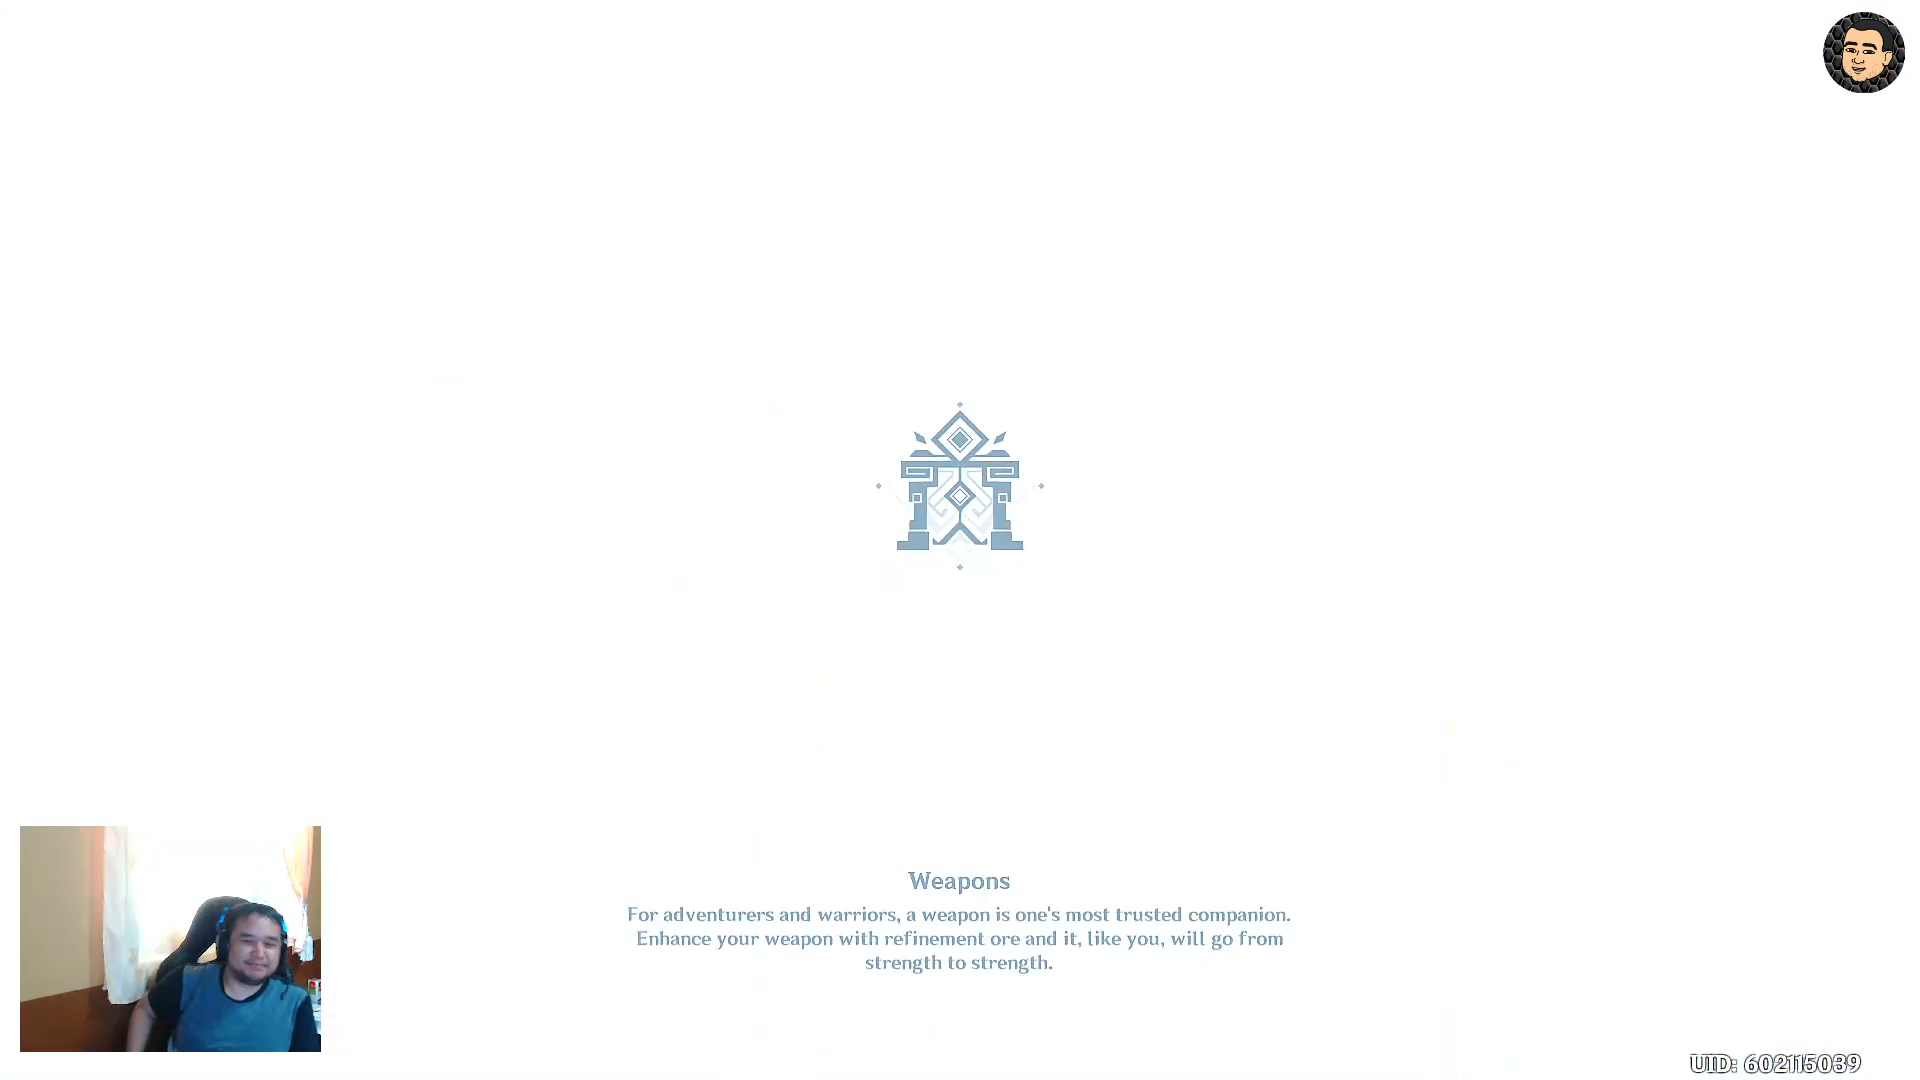 Weapons
For adventurers and warriors, a weapon is one's most trusted companion.
Enhance your weapon with refinement ore and it, like you, will go from
strength to strength.
UID: 602115039